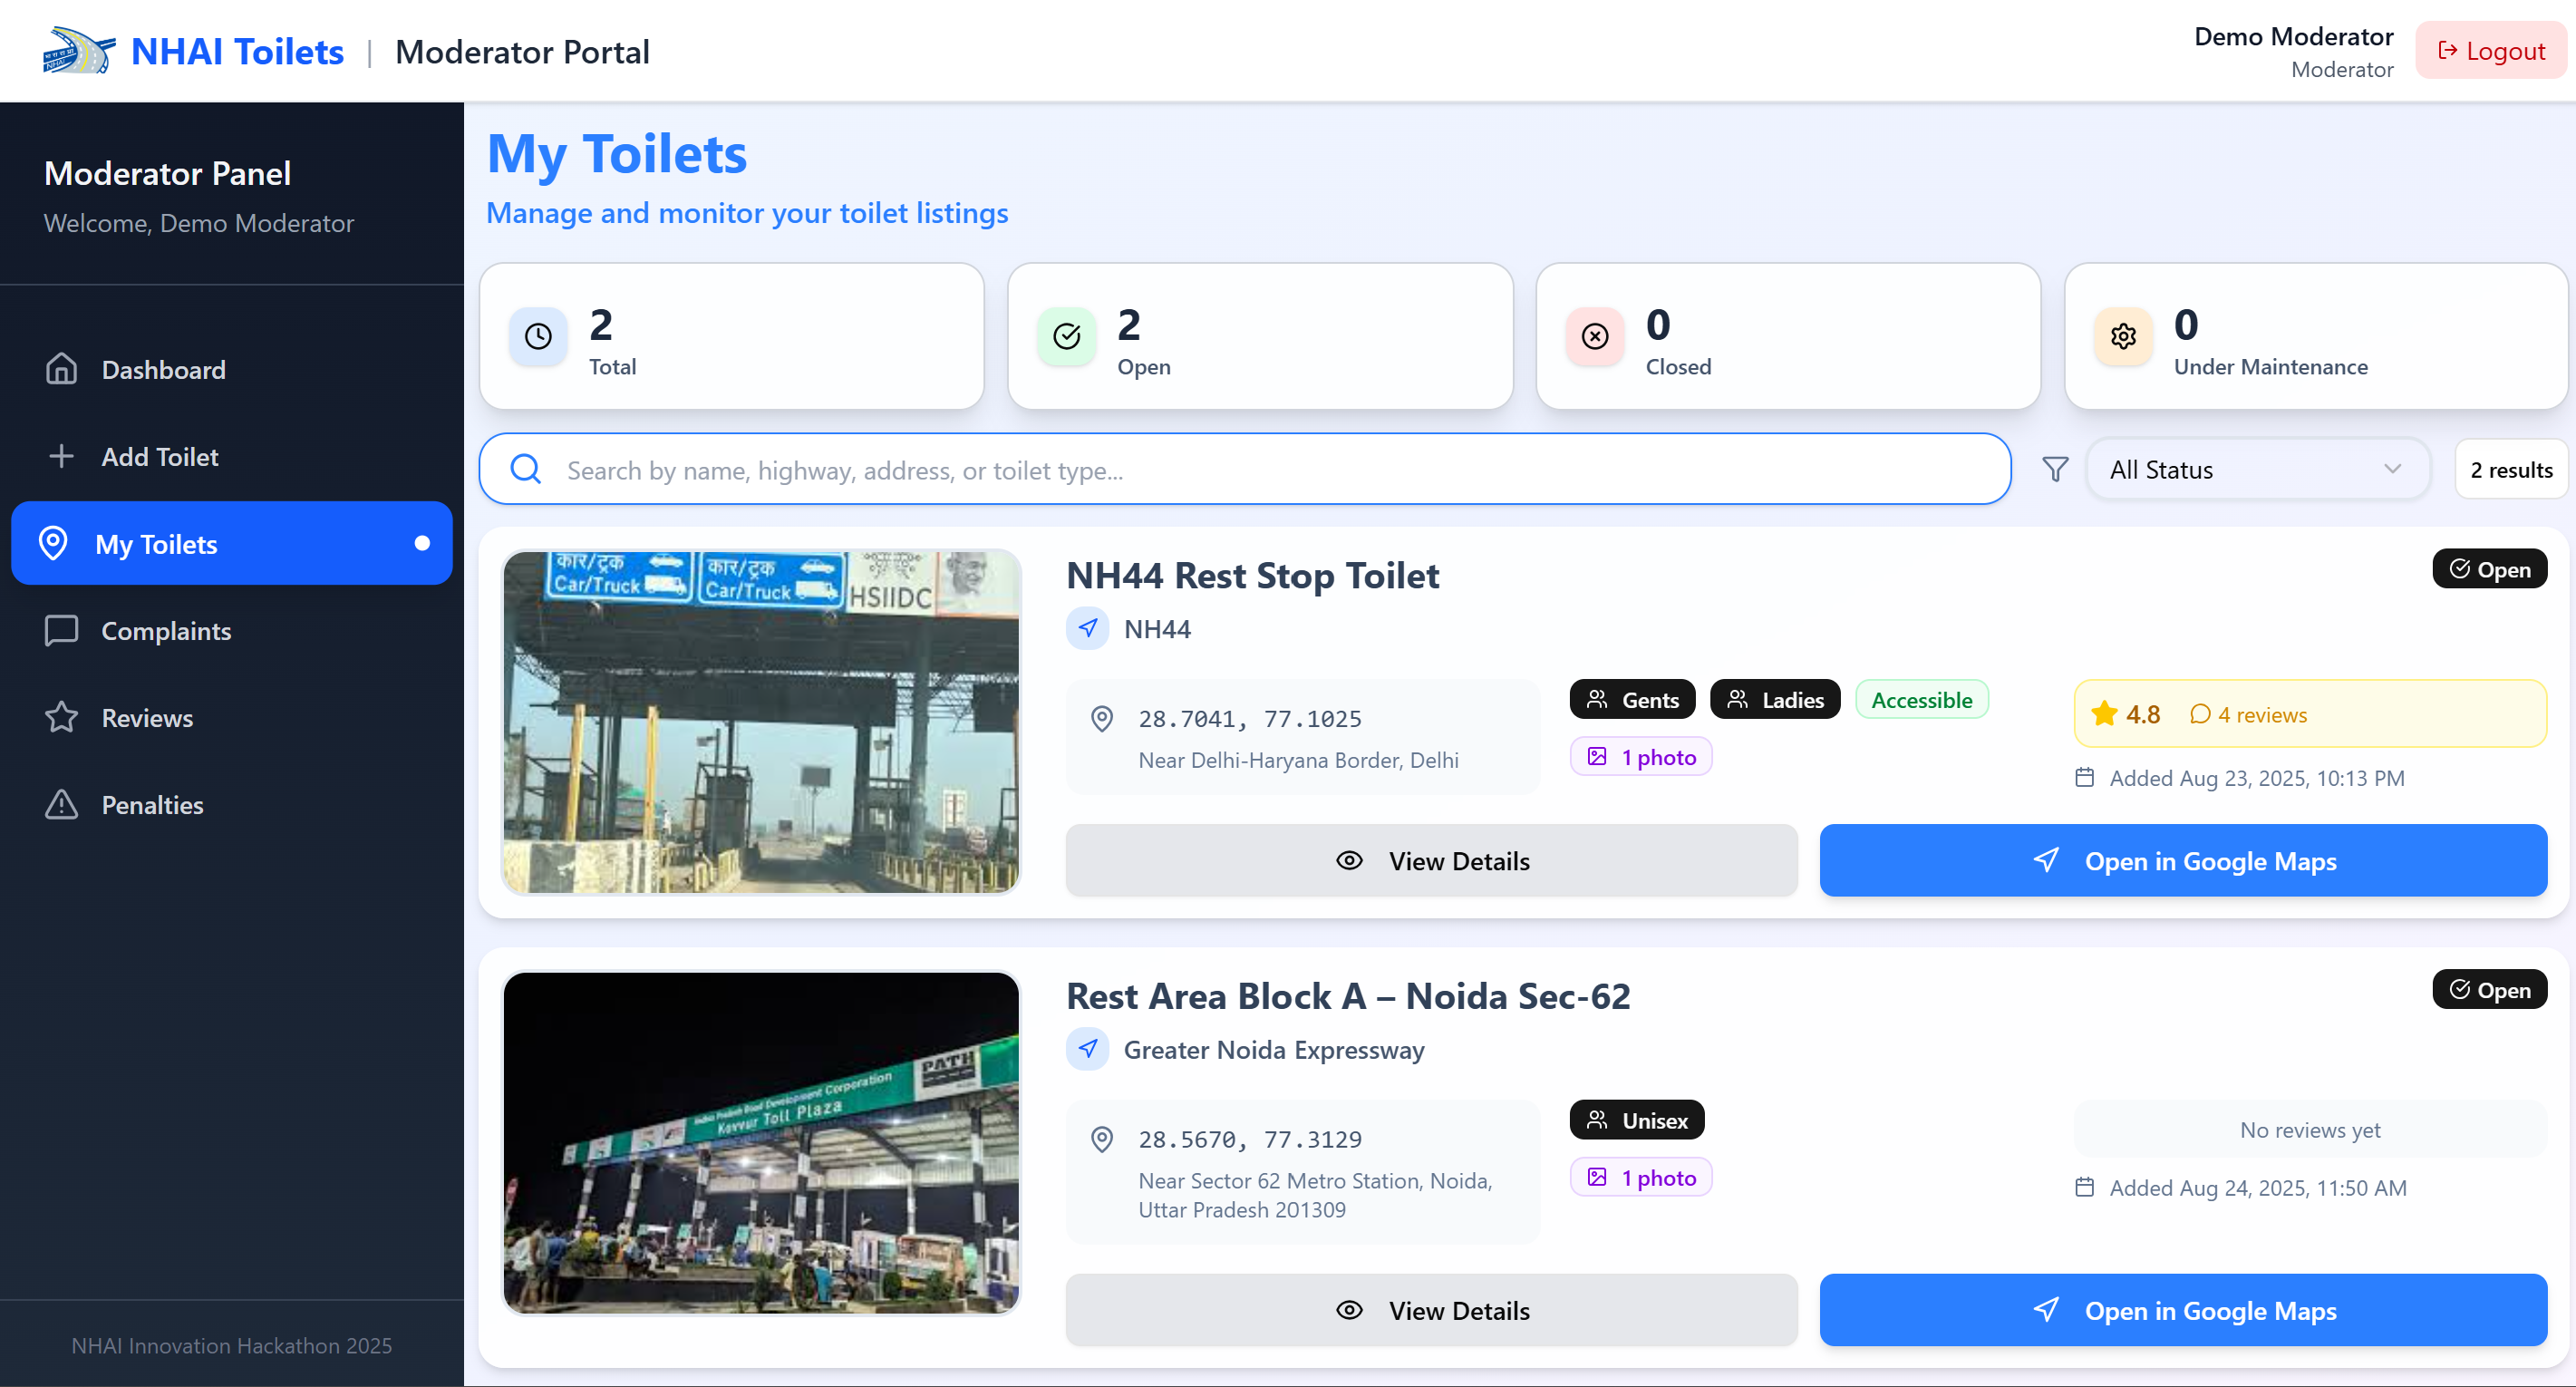 NHAI Toilets | Moderator Portal
Demo Moderator
Moderator
Logout
Moderator Panel
Welcome, Demo Moderator
Dashboard
Add Toilet
My Toilets
Complaints
Reviews
Penalties
NHAI Innovation Hackathon 2025
My Toilets
Manage and monitor your toilet listings
2
Total
2
Open
0
Closed
0
Under Maintenance
Search by name, highway, address, or toilet type...
All Status
2 results
कार/ट्रक
Car/Truck
कार/ट्रक
Car/Truck
HSIIDC
NH44 Rest Stop Toilet
Open
NH44
28.7041, 77.1025
Near Delhi-Haryana Border, Delhi
Gents
Ladies
Accessible
1 photo
4.8
4 reviews
Added Aug 23, 2025, 10:13 PM
View Details
Open in Google Maps
Road Development Corporation
Toll Plaza
PATH
Rest Area Block A – Noida Sec-62
Open
Greater Noida Expressway
28.5670, 77.3129
Near Sector 62 Metro Station, Noida,
Uttar Pradesh 201309
Unisex
1 photo
No reviews yet
Added Aug 24, 2025, 11:50 AM
View Details
Open in Google Maps